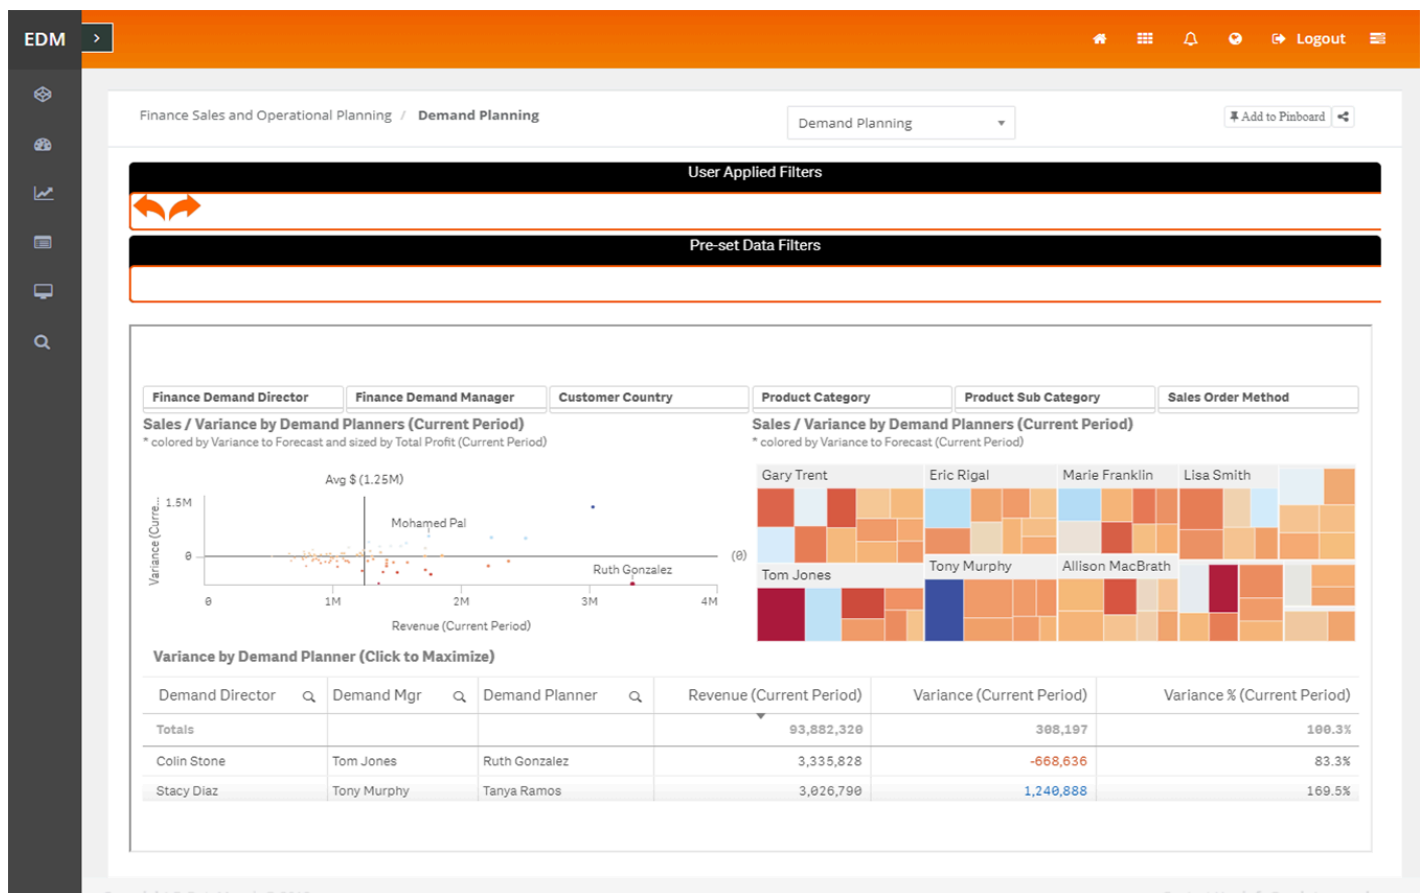 EDM
Logout
Finance Sales and Operational Planning / Demand Planning
Demand Planning
Add to Pinboard
User Applied Filters
Pre-set Data Filters
Finance Demand Director
Finance Demand Manager
Customer Country
Product Category
Product Sub Category
Sales Order Method
Sales / Variance by Demand Planners (Current Period)
* colored by Variance to Forecast and sized by Total Profit (Current Period)
Avg $ (1.25M)
Variance (Curre...
1.5M
0
Mohamed Pal
Ruth Gonzalez
(0)
0 1M 2M 3M 4M
Revenue (Current Period)
Sales / Variance by Demand Planners (Current Period)
* colored by Variance to Forecast (Current Period)
Gary Trent
Eric Rigal
Marie Franklin
Lisa Smith
Tom Jones
Tony Murphy
Allison MacBrath
Variance by Demand Planner (Click to Maximize)
Demand Director Demand Mgr Demand Planner Revenue (Current Period) Variance (Current Period) Variance % (Current Period)
Totals 93,882,320 308,197 100.3%
Colin Stone Tom Jones Ruth Gonzalez 3,335,828 -668,636 83.3%
Stacy Diaz Tony Murphy Tanya Ramos 3,026,790 1,240,888 169.5%